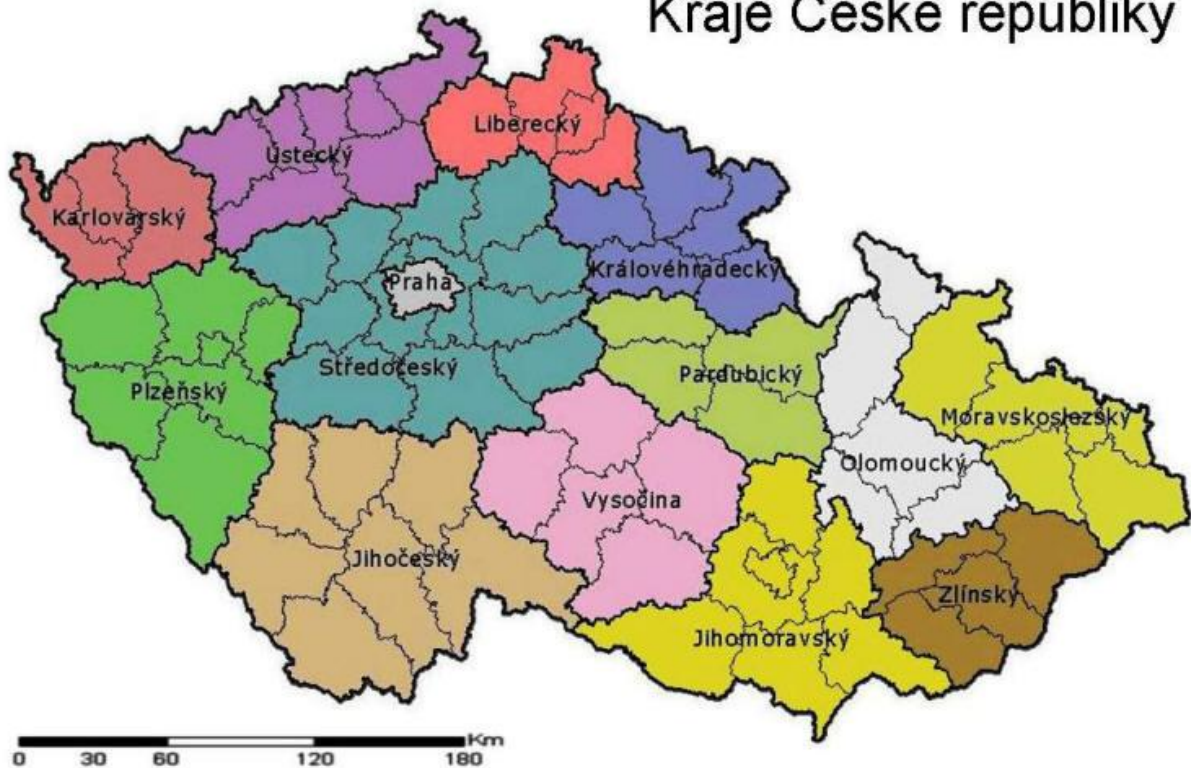 Kraje České republiky
Liberecký
Ústecký
Karlovarský
Královéhradecký
Praha
Středočeský
Pardubický
Plzeňský
Moravskoslezský
Olomoucký
Vysočina
Jihočeský
Zlínský
Jihomoravský
Km
0 30 60 120 180